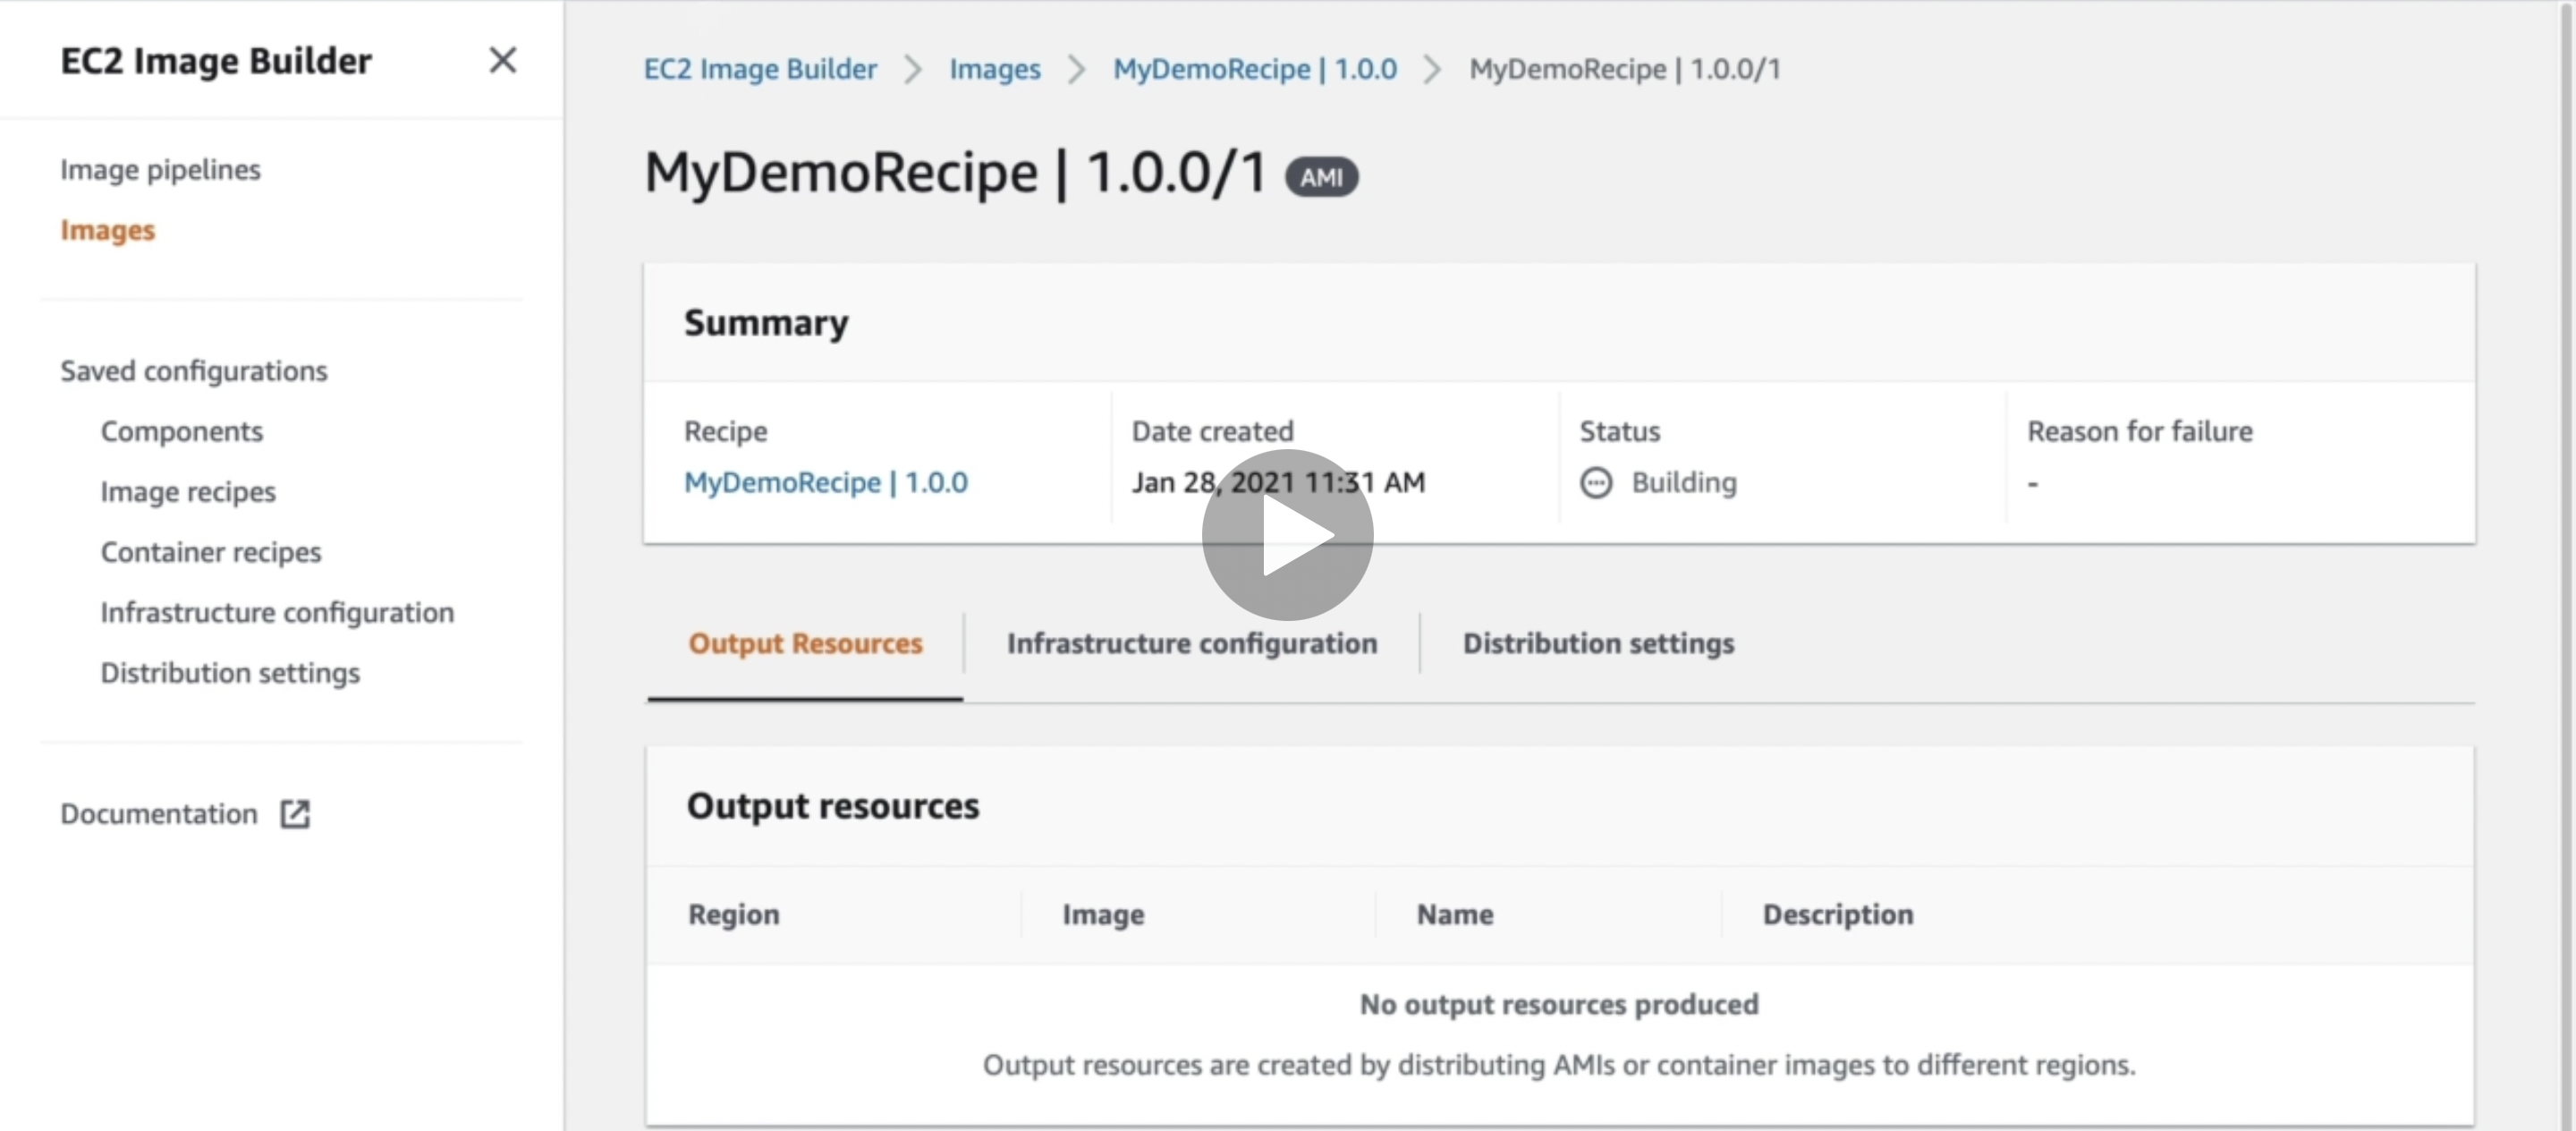 EC2 Image Builder
Image pipelines
Images
Saved configurations
Components
Image recipes
Container recipes
Infrastructure configuration
Distribution settings
Documentation
EC2 Image Builder > Images > MyDemoRecipe | 1.0.0 > MyDemoRecipe | 1.0.0/1
MyDemoRecipe | 1.0.0/1 AMI
Summary
Recipe
MyDemoRecipe | 1.0.0
Date created
Jan 28, 2021 11:31 AM
Status
Building
Reason for failure
-
Output Resources Infrastructure configuration Distribution settings
Output resources
Region Image Name Description
No output resources produced
Output resources are created by distributing AMIs or container images to different regions.